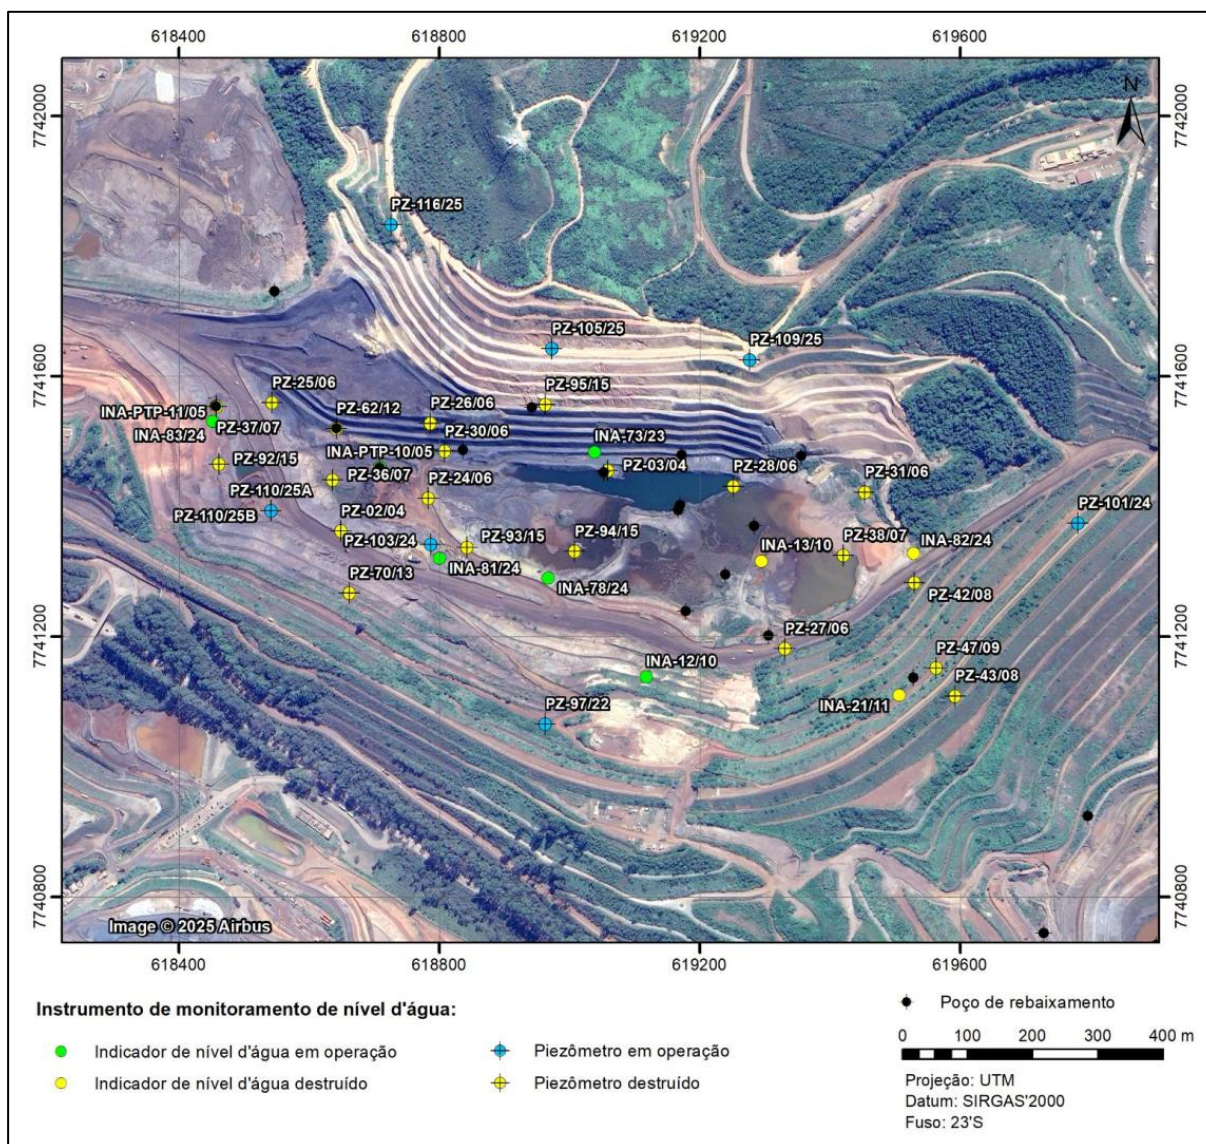 618400
618800
619200
619600
7742000
7742000
N
PZ-116/25
PZ-105/25
PZ-109/25
7741600
7741600
PZ-25/06
PZ-95/15
INA-PTP-11/05
PZ-62/12
PZ-26/06
INA-83/24
PZ-37/07
PZ-30/06
INA-73/23
PZ-92/15
INA-PTP-10/05
PZ-36/07
PZ-03/04
PZ-28/06
PZ-31/06
PZ-110/25A
PZ-24/06
PZ-110/25B
PZ-02/04
PZ-101/24
PZ-103/24
PZ-93/15
PZ-94/15
PZ-38/07
INA-82/24
INA-13/10
INA-81/24
PZ-70/13
INA-78/24
PZ-42/08
7741200
7741200
PZ-27/06
INA-12/10
PZ-47/09
PZ-43/08
PZ-97/22
INA-21/11
7740800
7740800
Image © 2025 Airbus
618400
618800
619200
619600
Instrumento de monitoramento de nível d'água:
Indicador de nível d'água em operação
Indicador de nível d'água destruído
Piezômetro em operação
Piezômetro destruído
Poço de rebaixamento
0 100 200 300 400 m
Projeção: UTM
Datum: SIRGAS'2000
Fuso: 23'S